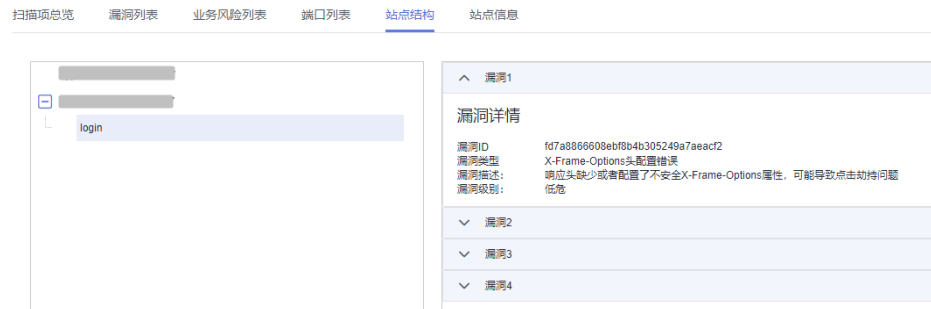 扫描项总览 漏洞列表 业务风险列表 端口列表 站点结构 站点信息
login
漏洞1
漏洞详情
漏洞ID fd7a8866608ebf8b4b305249a7aeacf2
漏洞类型 X-Frame-Options头配置错误
漏洞描述： 响应头缺少或者配置了不安全X-Frame-Options属性，可能导致点击劫持问题
漏洞级别： 低危
漏洞2
漏洞3
漏洞4